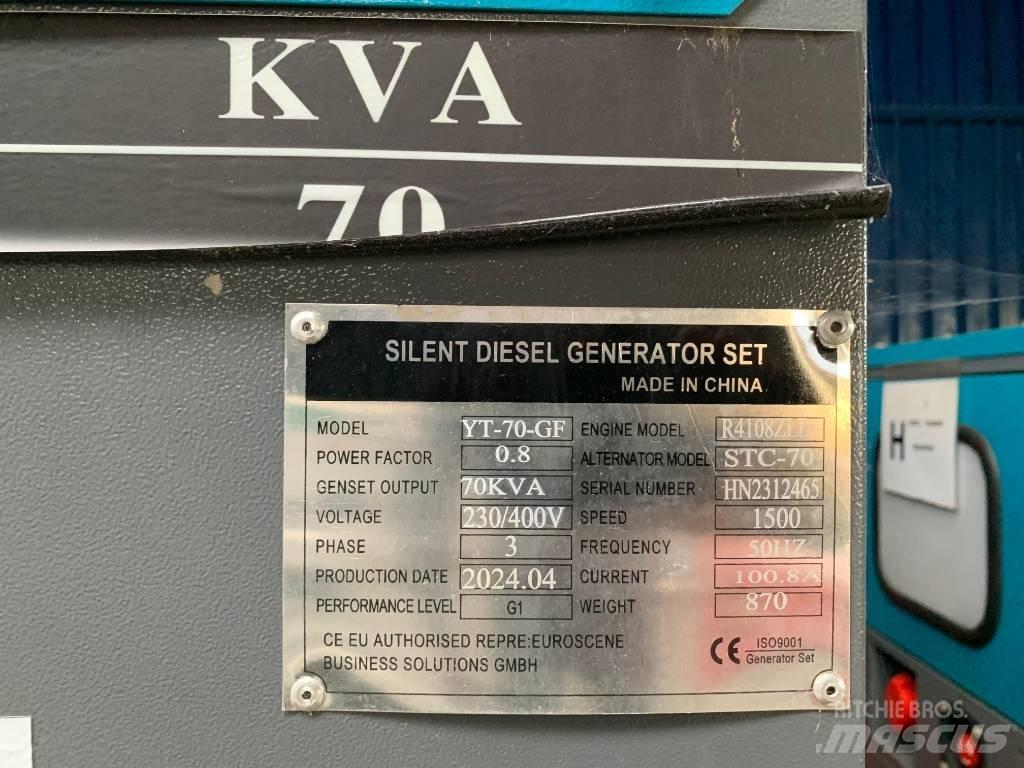 KVA
70
SILENT DIESEL GENERATOR SET
MADE IN CHINA
MODEL YT-70-GF ENGINE MODEL
POWER FACTOR 0.8 ALTERNATOR MODEL STC-70
GENSET OUTPUT 70KVA SERIAL NUMBER HN2312465
VOLTAGE 230/400V SPEED 1500
PHASE 3 FREQUENCY 50HZ
PRODUCTION DATE 2024.04 CURRENT 100.8A
PERFORMANCE LEVEL G1 WEIGHT 870
CE EU AUTHORISED REPRE:EUROSCENE
BUSINESS SOLUTIONS GMBH
CE ISO9001
Generator Set
H
RITCHIE BROS.
MASCUS